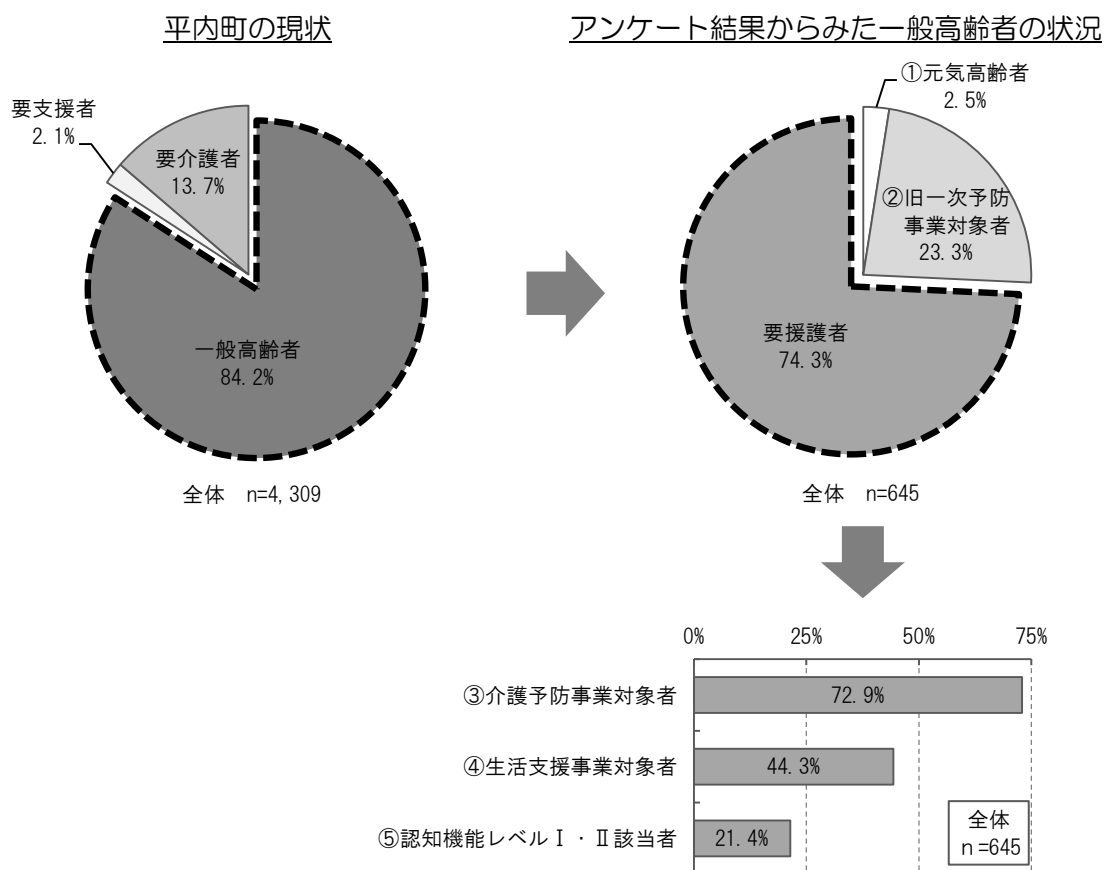 平内町の現状
要支援者
2.1%
要介護者
13.7%
一般高齢者
84.2%
全体 n=4,309
アンケート結果からみた一般高齢者の状況
①元気高齢者
2.5%
②旧一次予防
事業対象者
23.3%
要援護者
74.3%
全体 n=645
0%
25%
50%
75%
③介護予防事業対象者
72.9%
④生活支援事業対象者
44.3%
⑤認知機能レベルⅠ・Ⅱ該当者
21.4%
全体
n=645